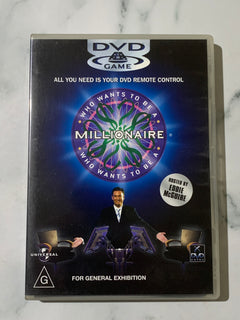 DVD
GAME
ALL YOU NEED IS YOUR DVD REMOTE CONTROL
WHO WANTS TO BE A
MILLIONAIRE
WHO WANTS TO BE A
HOSTED BY
EDDIE
McGUIRE
UNIVERSAL
DVD
G
FOR GENERAL EXHIBITION